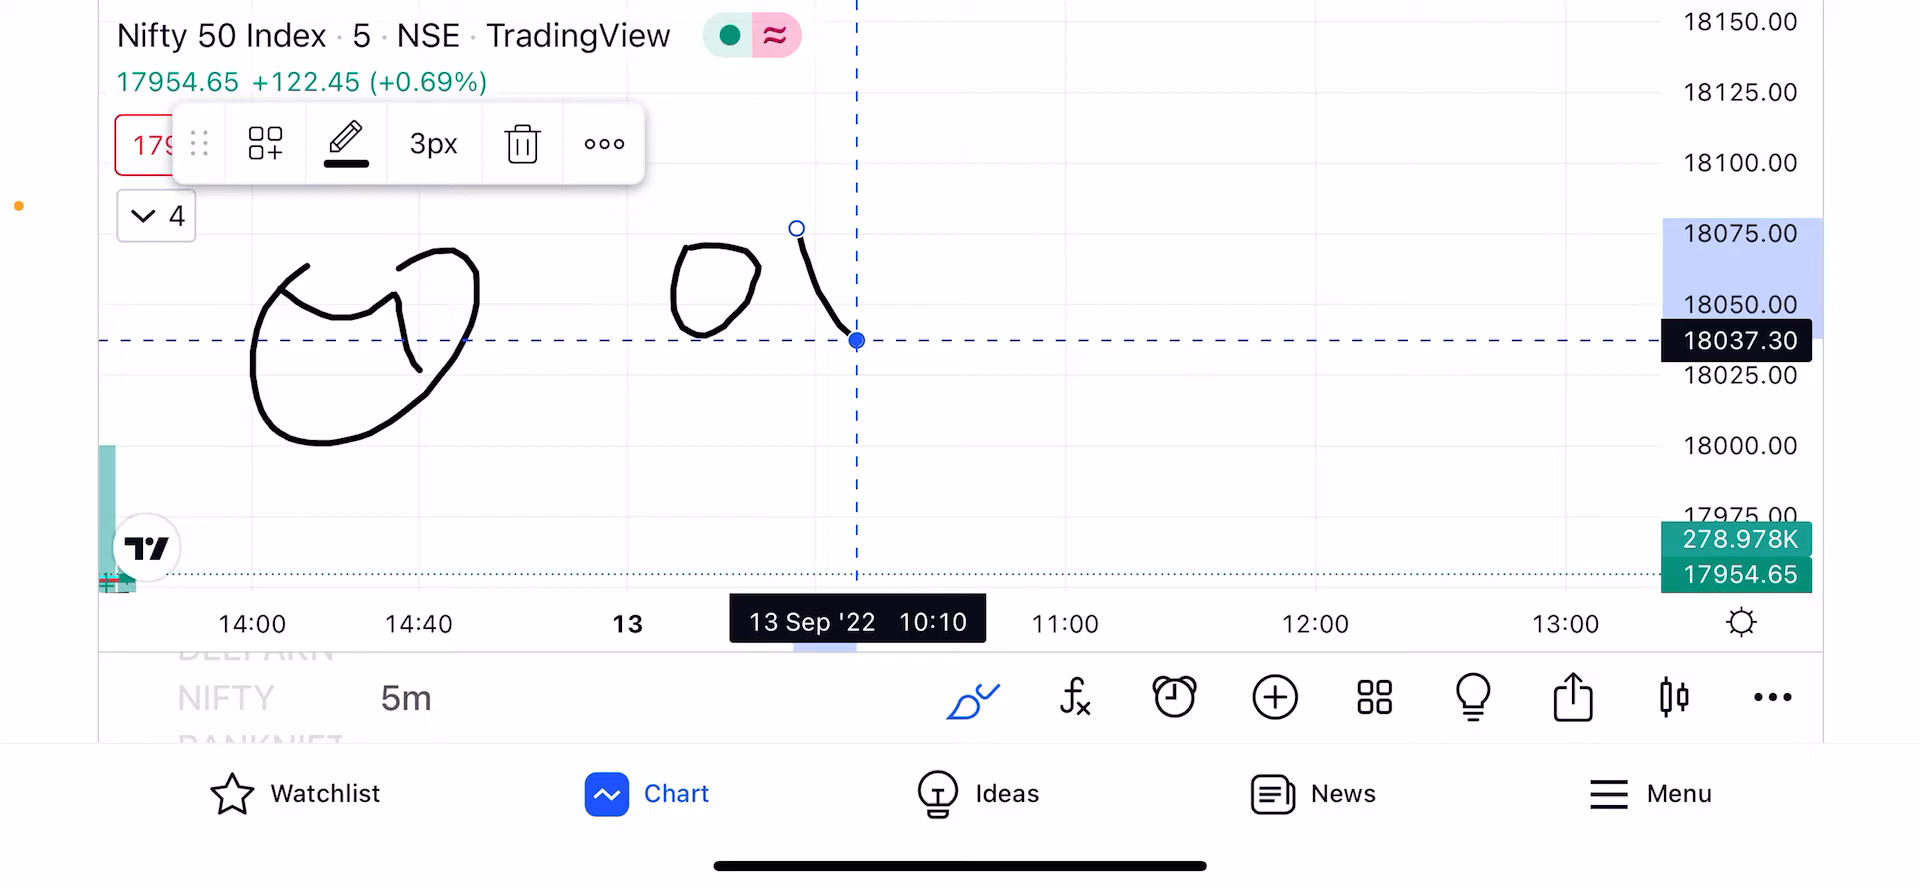 Nifty 50 Index · 5 · NSE · TradingView
17954.65 +122.45 (+0.69%)
179
3px
4
18150.00
18125.00
18100.00
18075.00
18050.00
18037.30
18025.00
18000.00
17975.00
278.978K
17954.65
14:00 14:40 13 13 Sep '22 10:10 11:00 12:00 13:00
NIFTY 5m
BANKNIFT
Watchlist Chart Ideas News Menu